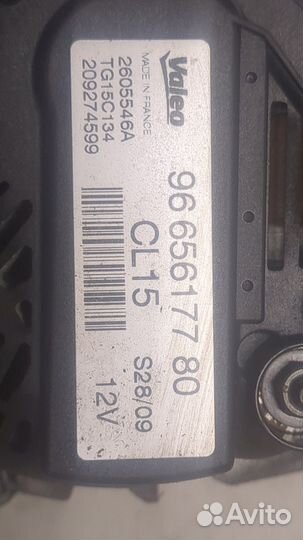 Valeo
MADE IN FRANCE
2605546A
TG15C134
209274599
96 656177 80
CL15
S28/09
12V
Avito